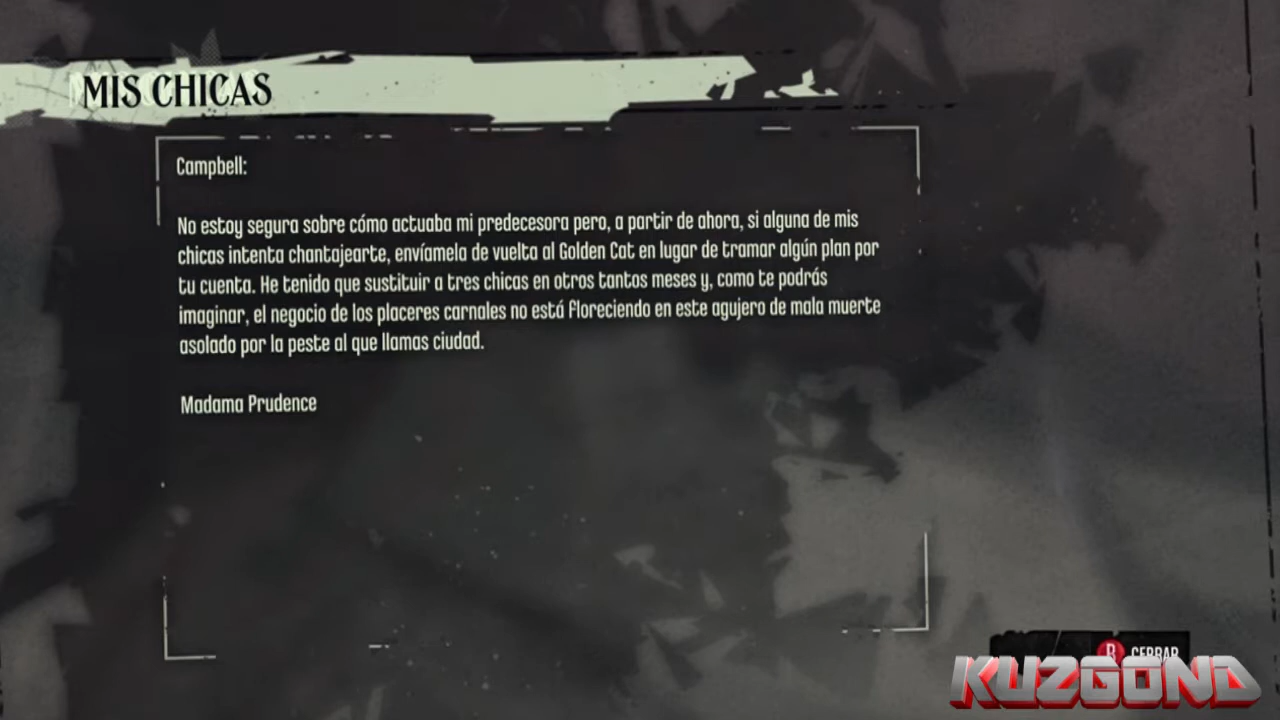 MIS CHICAS
Campbell:
No estoy segura sobre cómo actuaba mi predecesora pero, a partir de ahora, si alguna de mis
chicas intenta chantajearte, envíamela de vuelta al Golden Cat en lugar de tramar algún plan por
tu cuenta. He tenido que sustituir a tres chicas en otros tantos meses y, como te podrás
imaginar, el negocio de los placeres carnales no está floreciendo en este agujero de mala muerte
asolado por la peste al que llamas ciudad.
Madama Prudence
B CERRAR
KUZGOND